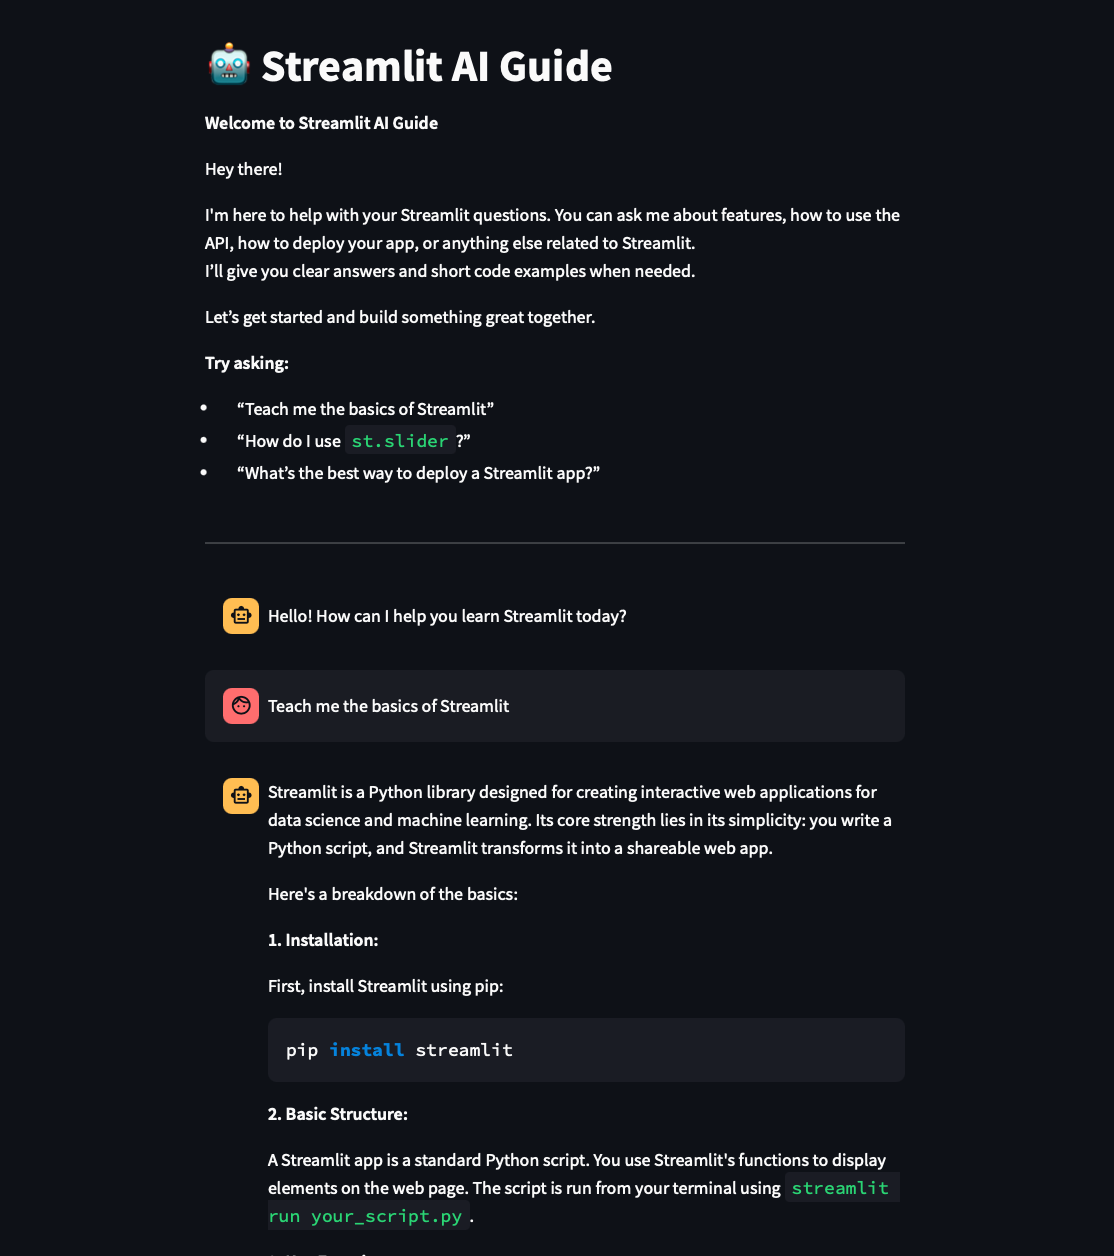 Streamlit AI Guide
Welcome to Streamlit AI Guide
Hey there!
I'm here to help with your Streamlit questions. You can ask me about features, how to use the
API, how to deploy your app, or anything else related to Streamlit.
I’ll give you clear answers and short code examples when needed.
Let’s get started and build something great together.
Try asking:
“Teach me the basics of Streamlit”
“How do I use st.slider?”
“What’s the best way to deploy a Streamlit app?”
Hello! How can I help you learn Streamlit today?
Teach me the basics of Streamlit
Streamlit is a Python library designed for creating interactive web applications for
data science and machine learning. Its core strength lies in its simplicity: you write a
Python script, and Streamlit transforms it into a shareable web app.
Here's a breakdown of the basics:
1. Installation:
First, install Streamlit using pip:
pip install streamlit
2. Basic Structure:
A Streamlit app is a standard Python script. You use Streamlit's functions to display
elements on the web page. The script is run from your terminal using streamlit
run your_script.py.